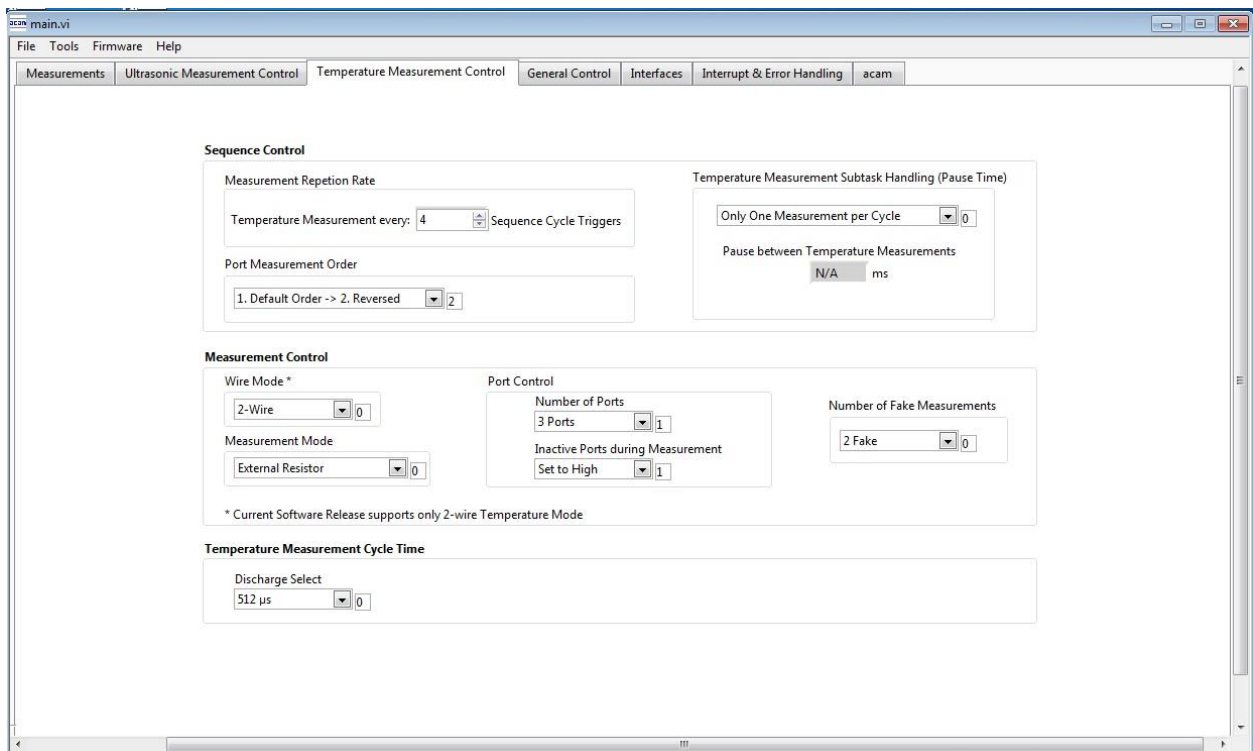 acam main.vi
File Tools Firmware Help
Measurements Ultrasonic Measurement Control Temperature Measurement Control General Control Interfaces Interrupt & Error Handling acam
Sequence Control
Measurement Repetion Rate
Temperature Measurement every: 4 Sequence Cycle Triggers
Port Measurement Order
1. Default Order -> 2. Reversed 2
Temperature Measurement Subtask Handling (Pause Time)
Only One Measurement per Cycle 0
Pause between Temperature Measurements
N/A ms
Measurement Control
Wire Mode *
2-Wire 0
Measurement Mode
External Resistor 0
Port Control
Number of Ports
3 Ports 1
Inactive Ports during Measurement
Set to High 1
Number of Fake Measurements
2 Fake 0
* Current Software Release supports only 2-wire Temperature Mode
Temperature Measurement Cycle Time
Discharge Select
512 µs 0